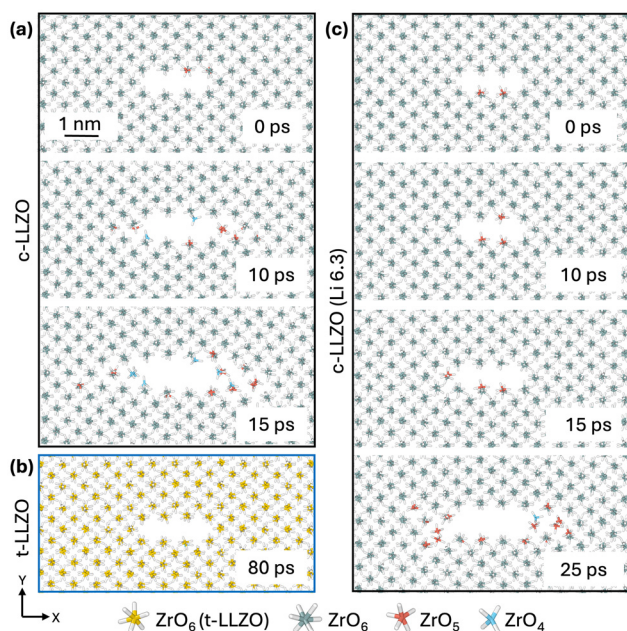 (a)
c-LLZO
1 nm
0 ps
10 ps
15 ps
(b)
t-LLZO
80 ps
(c)
c-LLZO (Li 6.3)
0 ps
10 ps
15 ps
25 ps
Y
X
ZrO₆ (t-LLZO)
ZrO₆
ZrO₅
ZrO₄